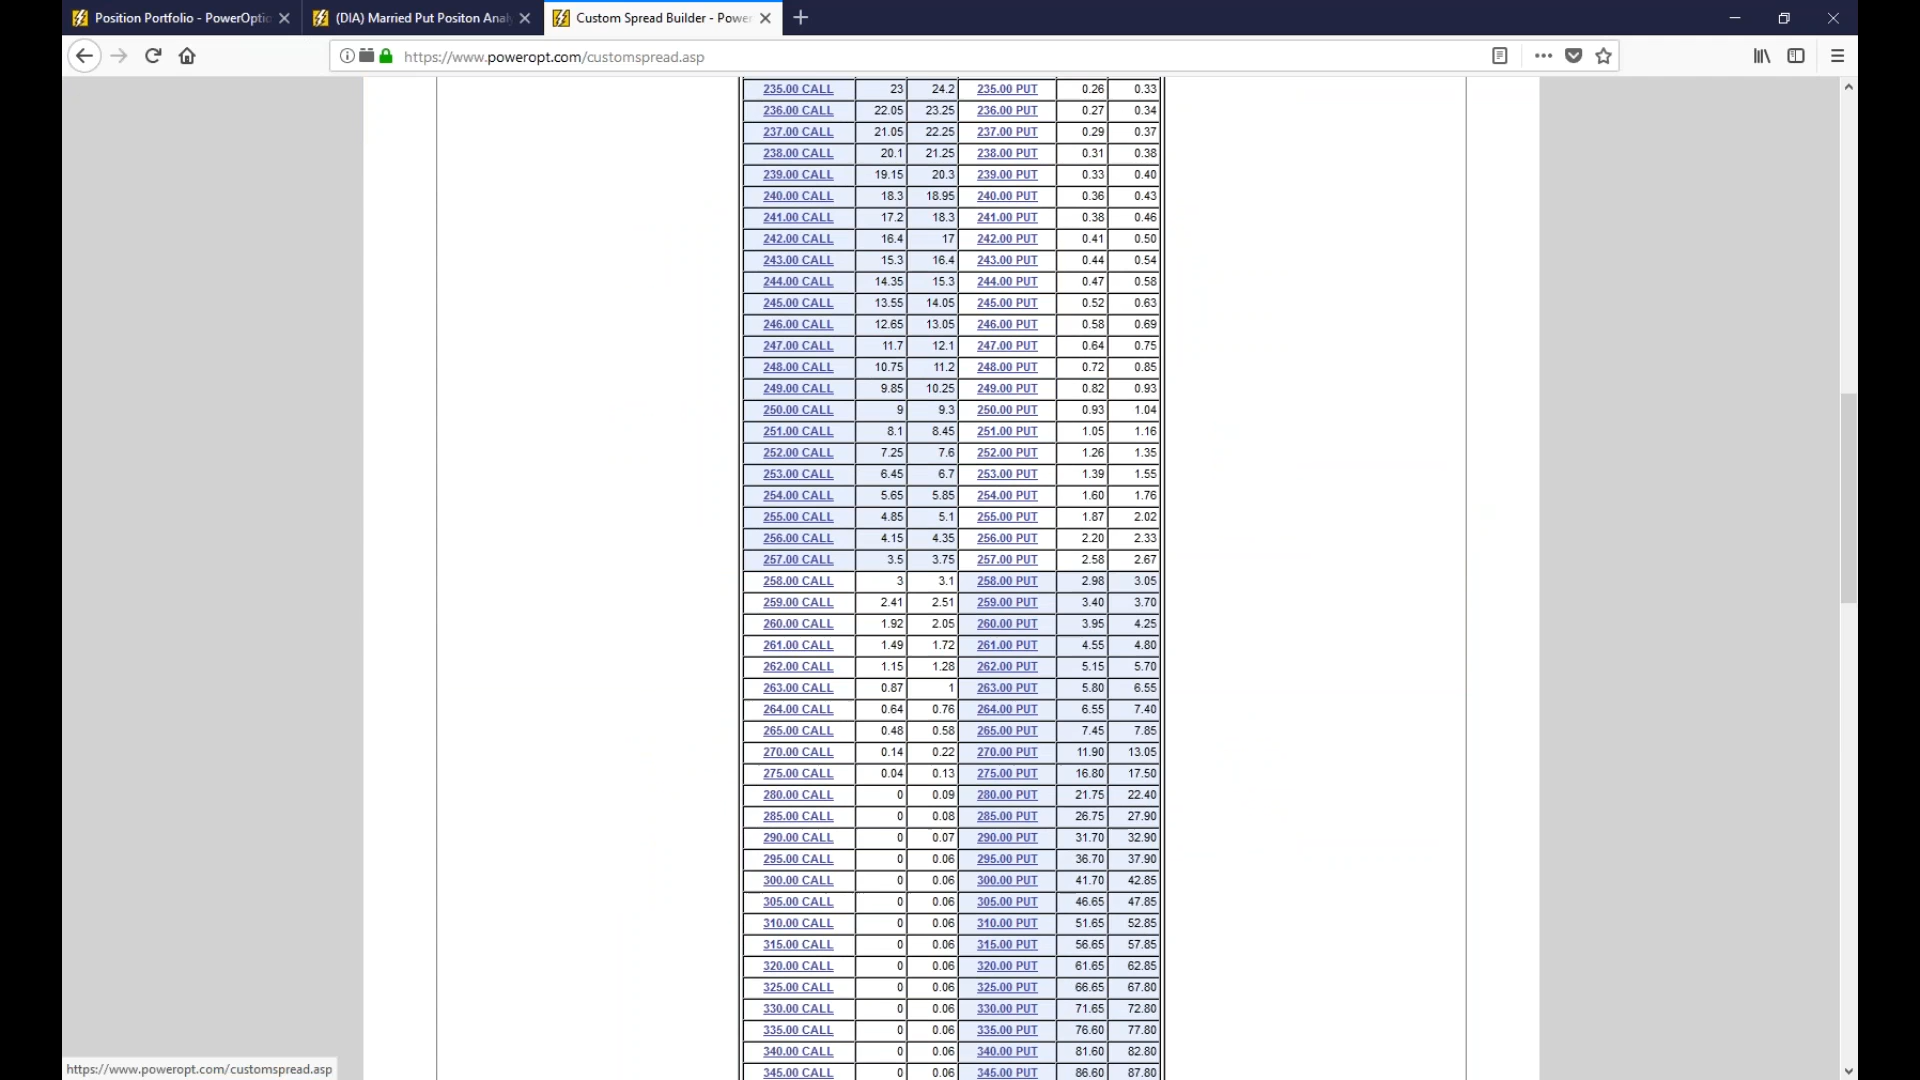 Position Portfolio - PowerOptio
(DIA) Married Put Positon Anal
Custom Spread Builder - Power
https://www.poweropt.com/customspread.asp
235.00 CALL 23 24.2 235.00 PUT 0.26 0.33
236.00 CALL 22.05 23.25 236.00 PUT 0.27 0.34
237.00 CALL 21.05 22.25 237.00 PUT 0.29 0.37
238.00 CALL 20.1 21.25 238.00 PUT 0.31 0.38
239.00 CALL 19.15 20.3 239.00 PUT 0.33 0.40
240.00 CALL 18.3 18.95 240.00 PUT 0.36 0.43
241.00 CALL 17.2 18.3 241.00 PUT 0.38 0.46
242.00 CALL 16.4 17 242.00 PUT 0.41 0.50
243.00 CALL 15.3 16.4 243.00 PUT 0.44 0.54
244.00 CALL 14.35 15.3 244.00 PUT 0.47 0.58
245.00 CALL 13.55 14.05 245.00 PUT 0.52 0.63
246.00 CALL 12.65 13.05 246.00 PUT 0.58 0.69
247.00 CALL 11.7 12.1 247.00 PUT 0.64 0.75
248.00 CALL 10.75 11.2 248.00 PUT 0.72 0.85
249.00 CALL 9.85 10.25 249.00 PUT 0.82 0.93
250.00 CALL 9 9.3 250.00 PUT 0.93 1.04
251.00 CALL 8.1 8.45 251.00 PUT 1.05 1.16
252.00 CALL 7.25 7.6 252.00 PUT 1.26 1.35
253.00 CALL 6.45 6.7 253.00 PUT 1.39 1.55
254.00 CALL 5.65 5.85 254.00 PUT 1.60 1.76
255.00 CALL 4.85 5.1 255.00 PUT 1.87 2.02
256.00 CALL 4.15 4.35 256.00 PUT 2.20 2.33
257.00 CALL 3.5 3.75 257.00 PUT 2.58 2.67
258.00 CALL 3 3.1 258.00 PUT 2.98 3.05
259.00 CALL 2.41 2.51 259.00 PUT 3.40 3.70
260.00 CALL 1.92 2.05 260.00 PUT 3.95 4.25
261.00 CALL 1.49 1.72 261.00 PUT 4.55 4.80
262.00 CALL 1.15 1.28 262.00 PUT 5.15 5.70
263.00 CALL 0.87 1 263.00 PUT 5.80 6.55
264.00 CALL 0.64 0.76 264.00 PUT 6.55 7.40
265.00 CALL 0.48 0.58 265.00 PUT 7.45 7.85
270.00 CALL 0.14 0.22 270.00 PUT 11.90 13.05
275.00 CALL 0.04 0.13 275.00 PUT 16.80 17.50
280.00 CALL 0 0.09 280.00 PUT 21.75 22.40
285.00 CALL 0 0.08 285.00 PUT 26.75 27.90
290.00 CALL 0 0.07 290.00 PUT 31.70 32.90
295.00 CALL 0 0.06 295.00 PUT 36.70 37.90
300.00 CALL 0 0.06 300.00 PUT 41.70 42.85
305.00 CALL 0 0.06 305.00 PUT 46.65 47.85
310.00 CALL 0 0.06 310.00 PUT 51.65 52.85
315.00 CALL 0 0.06 315.00 PUT 56.65 57.85
320.00 CALL 0 0.06 320.00 PUT 61.65 62.85
325.00 CALL 0 0.06 325.00 PUT 66.65 67.80
330.00 CALL 0 0.06 330.00 PUT 71.65 72.80
335.00 CALL 0 0.06 335.00 PUT 76.60 77.80
340.00 CALL 0 0.06 340.00 PUT 81.60 82.80
345.00 CALL 0 0.06 345.00 PUT 86.60 87.80
https://www.poweropt.com/customspread.asp